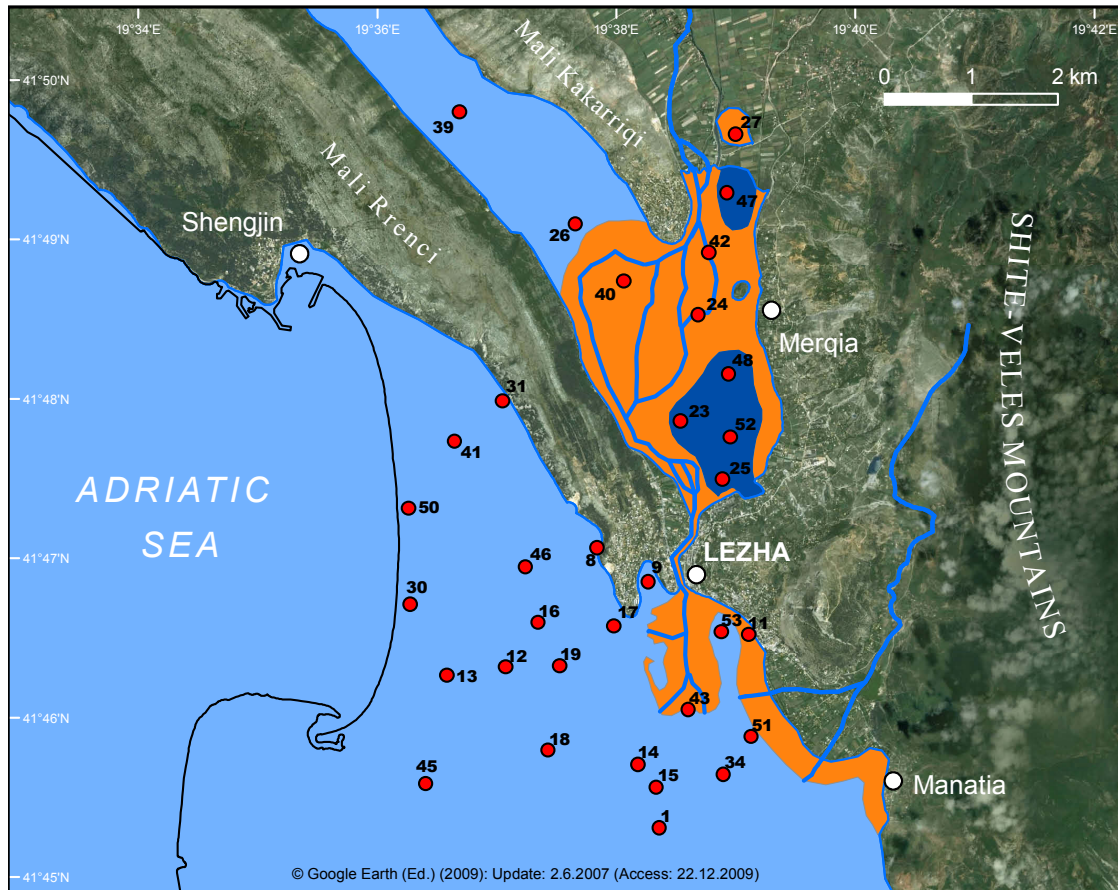 19°34'E
19°36'E
19°38'E
19°40'E
19°42'E
41°50'N
41°49'N
41°48'N
41°47'N
41°46'N
41°45'N
0 1 2 km
Mali Kakarriqi
Mali Rrenci
39
27
47
Shengjin
26
42
40
24
Merqia
SHITE-VELES MOUNTAINS
48
31
23
52
41
25
ADRIATIC
SEA
50
8
LEZHA
46
9
30
16
17
53
11
12
19
13
43
51
18
14
34
45
15
Manatia
1
© Google Earth (Ed.) (2009): Update: 2.6.2007 (Access: 22.12.2009)